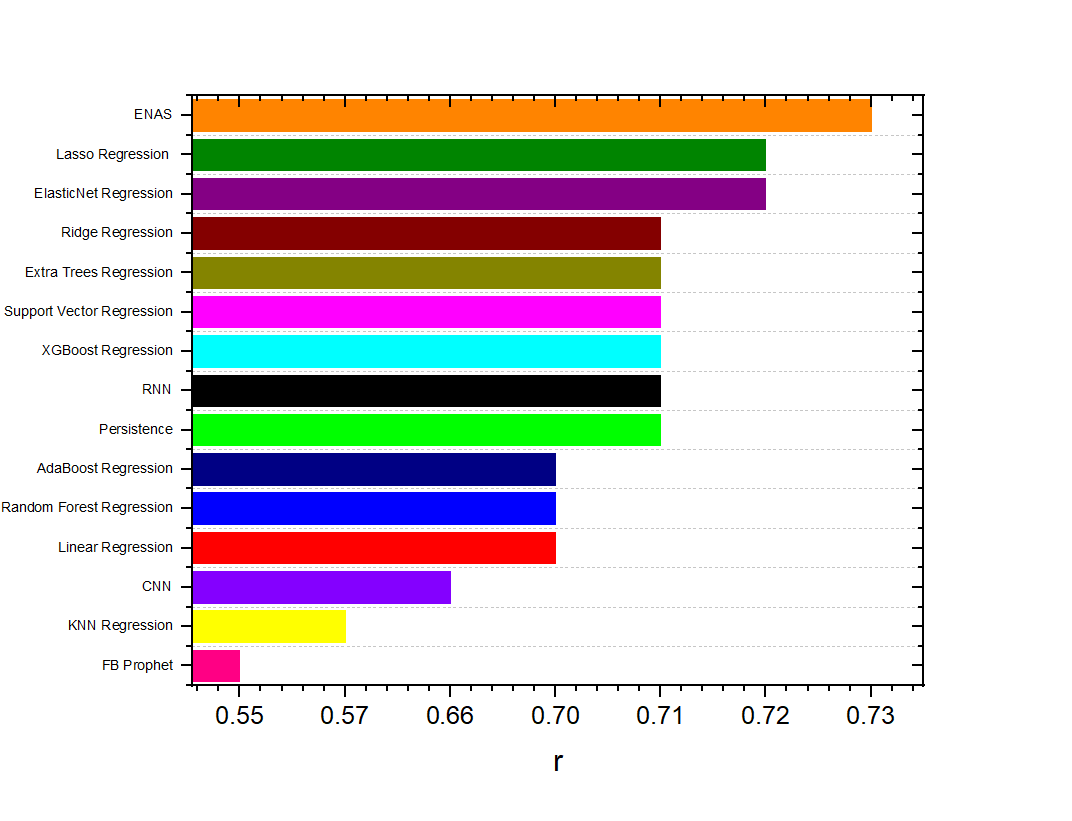 ENAS
Lasso Regression
ElasticNet Regression
Ridge Regression
Extra Trees Regression
Support Vector Regression
XGBoost Regression
RNN
Persistence
AdaBoost Regression
Random Forest Regression
Linear Regression
CNN
KNN Regression
FB Prophet
0.55 0.57 0.66 0.70 0.71 0.72 0.73
r